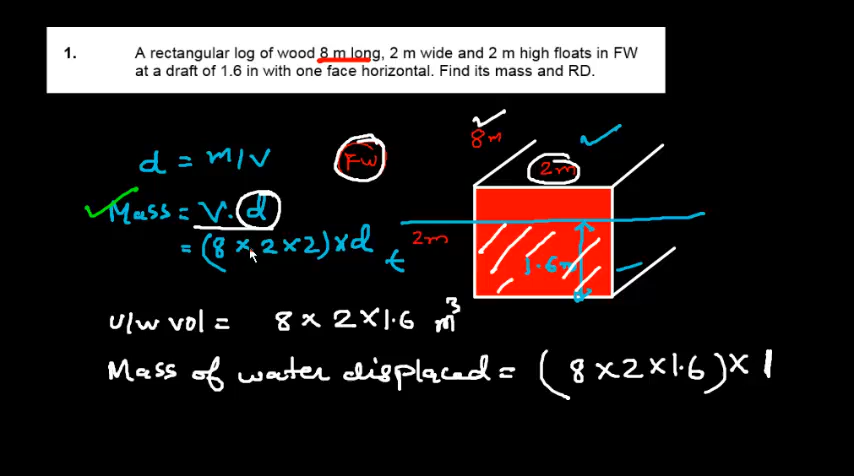 1. A rectangular log of wood 8 m long, 2 m wide and 2 m high floats in FW
at a draft of 1.6 in with one face horizontal. Find its mass and RD.
d = m/V
FW
8m
2m
Mass = V. d
= (8 × 2 × 2) × d t
2m
1.6m
U/w vol = 8 × 2 × 1.6 m³
Mass of water displaced = (8 × 2 × 1.6) × 1